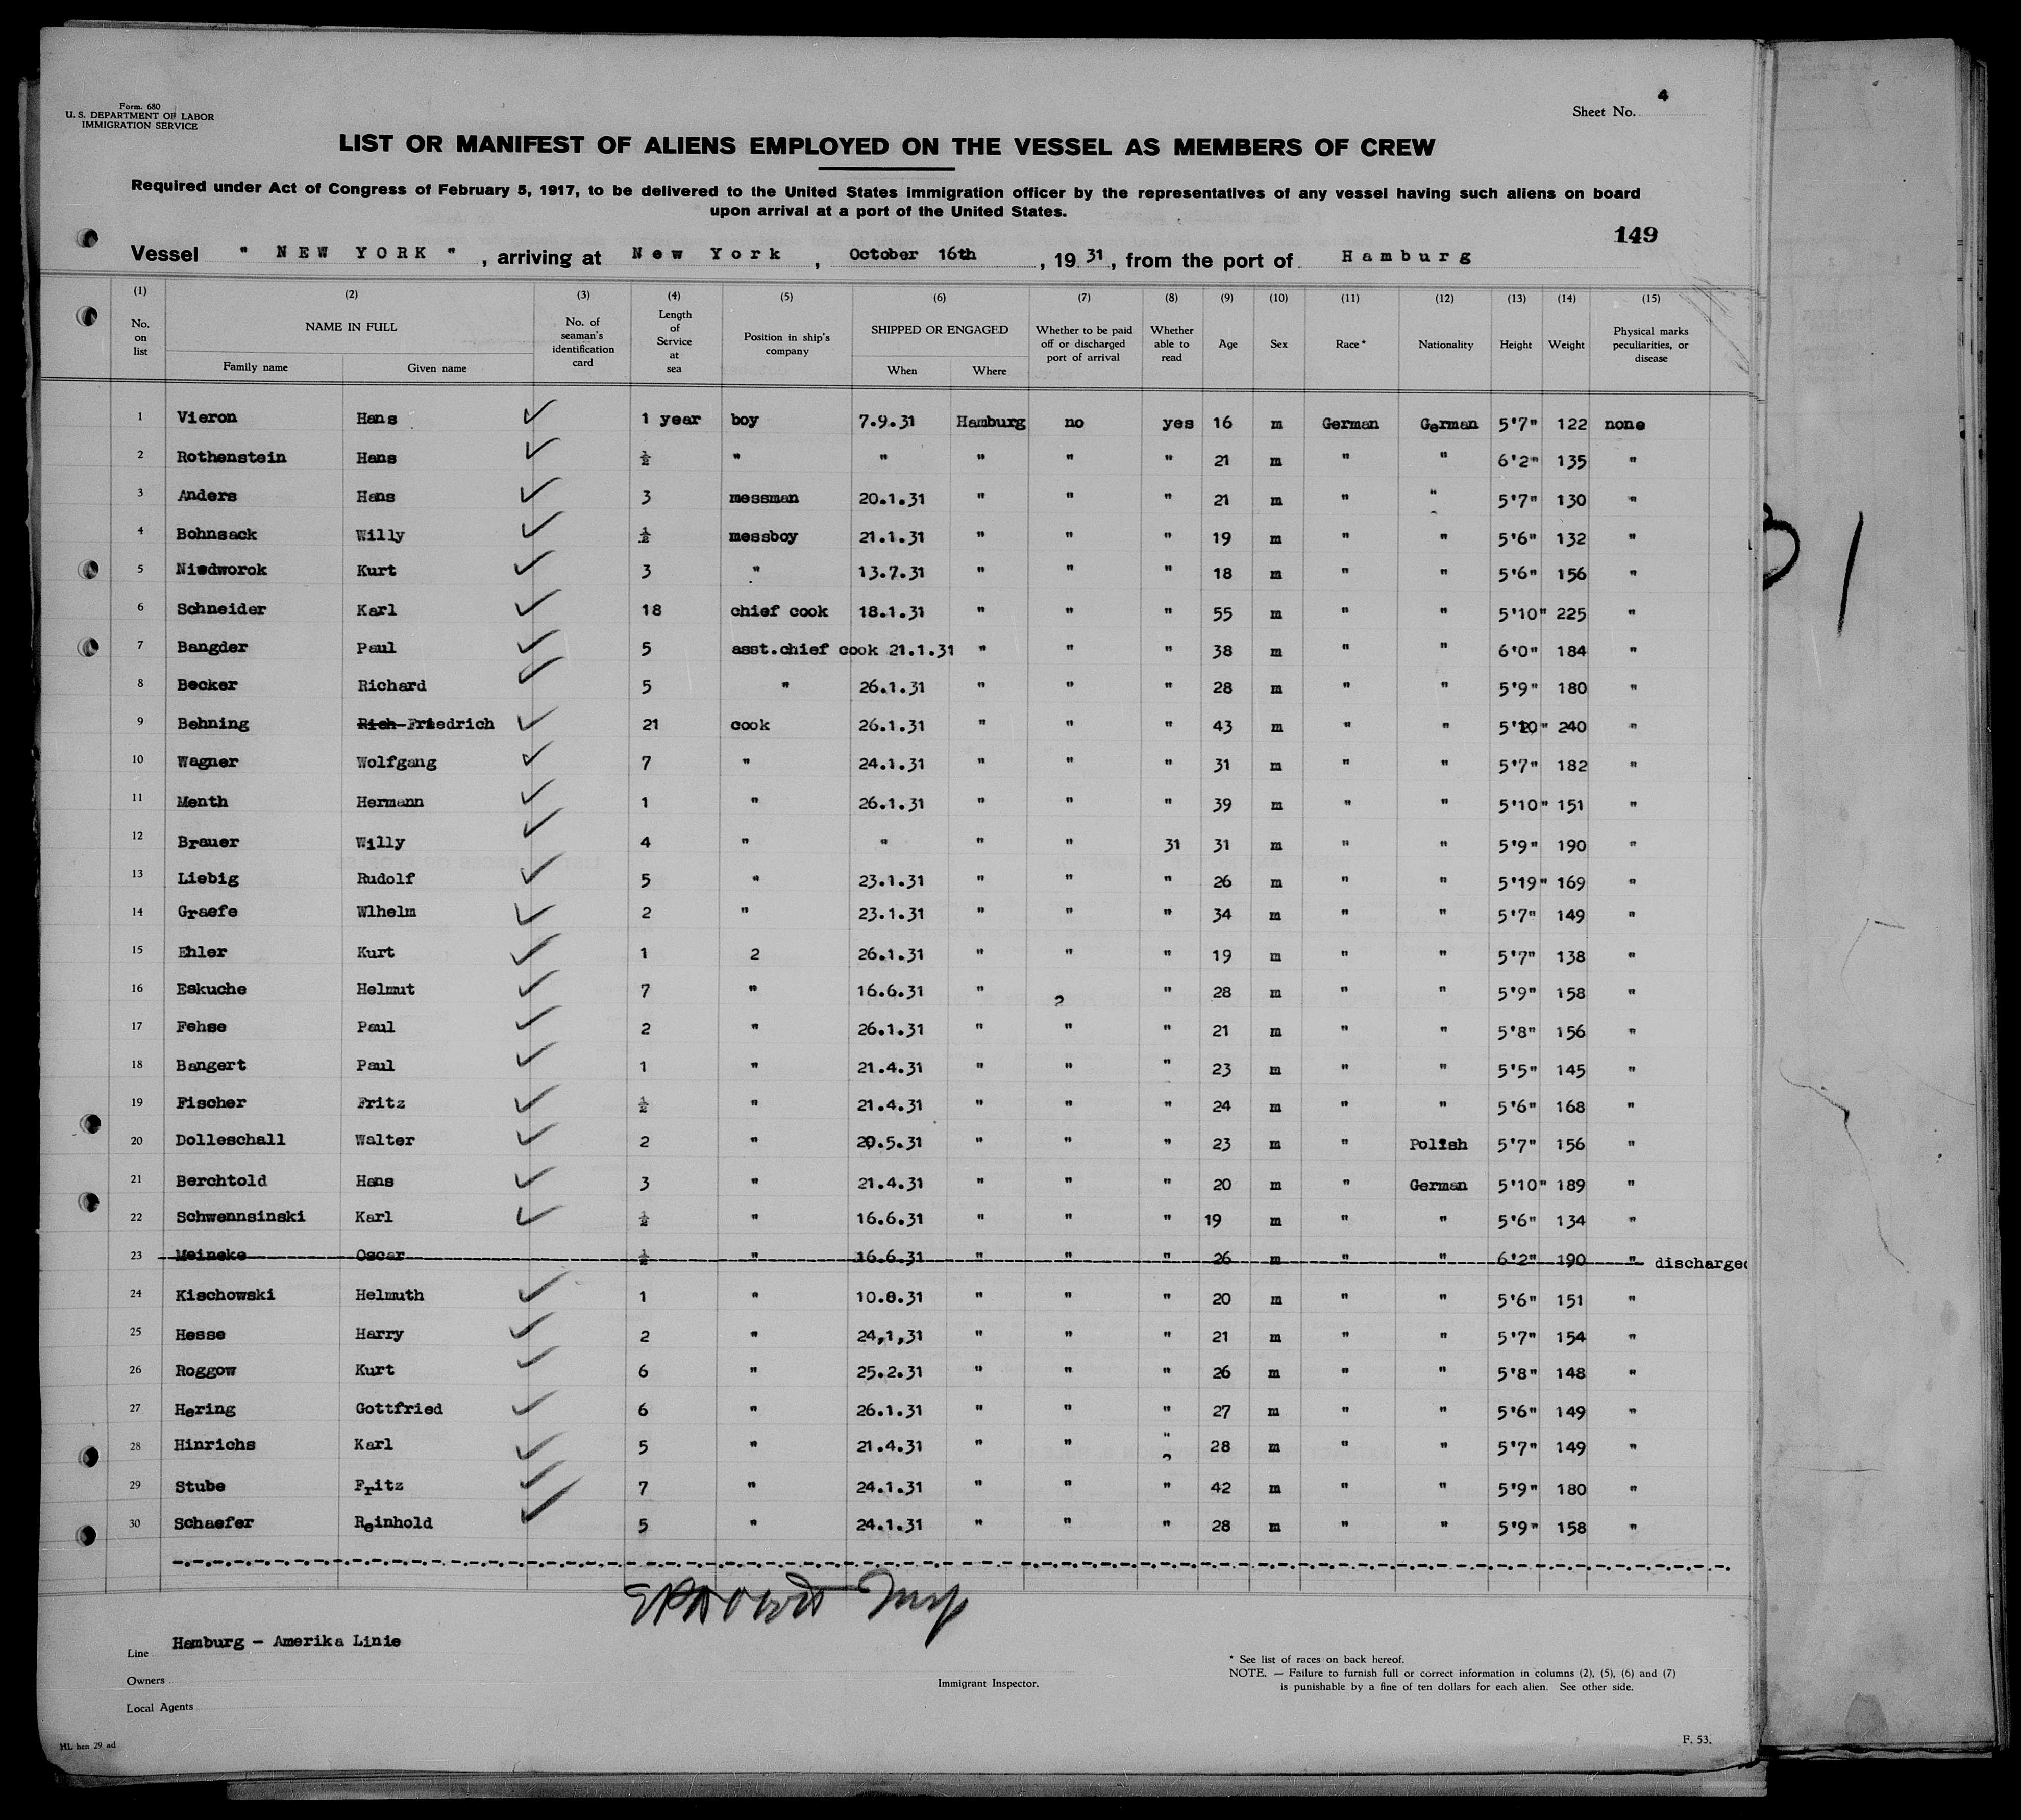 Form. 680
U. S. DEPARTMENT OF LABOR
IMMIGRATION SERVICE
Sheet No. 4
LIST OR MANIFEST OF ALIENS EMPLOYED ON THE VESSEL AS MEMBERS OF CREW
Required under Act of Congress of February 5, 1917, to be delivered to the United States immigration officer by the representatives of any vessel having such aliens on board
upon arrival at a port of the United States.
149
Vessel " NEW YORK ", arriving at New York, October 16th, 19 31, from the port of Hamburg
(1) (2) (3) (4) (5) (6) (7) (8) (9) (10) (11) (12) (13) (14) (15)
No. on list NAME IN FULL Family name Given name No. of seaman's identification card Length of Service at sea Position in ship's company SHIPPED OR ENGAGED When Where Whether to be paid off or discharged port of arrival Whether able to read Age Sex Race * Nationality Height Weight Physical marks peculiarities, or disease
1 Vieron Hans ✓ 1 year boy 7.9.31 Hamburg no yes 16 m German German 5'7" 122 none
2 Rothenstein Hans ✓ ½ " " " " " 21 m " " 6'2" 135 "
3 Anders Hans ✓ 3 messman 20.1.31 " " " 21 m " " 5'7" 130 "
4 Bohnsack Willy ✓ ½ messboy 21.1.31 " " " 19 m " " 5'6" 132 "
5 Niedworok Kurt ✓ 3 " 13.7.31 " " " 18 m " " 5'6" 156 "
6 Schneider Karl ✓ 18 chief cook 18.1.31 " " " 55 m " " 5'10" 225 "
7 Bangder Paul ✓ 5 asst.chief cook 21.1.31 " " " 38 m " " 6'0" 184 "
8 Becker Richard ✓ 5 " 26.1.31 " " " 28 m " " 5'9" 180 "
9 Behning Rich Friedrich ✓ 21 cook 26.1.31 " " " 43 m " " 5'10" 240 "
10 Wagner Wolfgang ✓ 7 " 24.1.31 " " " 31 m " " 5'7" 182 "
11 Menth Hermann ✓ 1 " 26.1.31 " " " 39 m " " 5'10" 151 "
12 Brauer Willy ✓ 4 " " " " 31 31 m " " 5'9" 190 "
13 Liebig Rudolf ✓ 5 " 23.1.31 " " " 26 m " " 5'19" 169 "
14 Graefe Wlhelm ✓ 2 " 23.1.31 " " " 34 m " " 5'7" 149 "
15 Ehler Kurt ✓ 1 2 26.1.31 " " " 19 m " " 5'7" 138 "
16 Eskuche Helmut ✓ 7 " 16.6.31 " ? " 28 m " " 5'9" 158 "
17 Fehse Paul ✓ 2 " 26.1.31 " " " 21 m " " 5'8" 156 "
18 Bangert Paul ✓ 1 " 21.4.31 " " " 23 m " " 5'5" 145 "
19 Fischer Fritz ✓ ½ " 21.4.31 " " " 24 m " " 5'6" 168 "
20 Dolleschall Walter ✓ 2 " 20.5.31 " " " 23 m " Polish 5'7" 156 "
21 Berchtold Hans ✓ 3 " 21.4.31 " " " 20 m " German 5'10" 189 "
22 Schwennsinski Karl ✓ ½ " 16.6.31 " " " 19 m " " 5'6" 134 "
23 Meineke Oscar ½ " 16.6.31 " " " 26 m " " 6'2" 190 " discharged
24 Kischowski Helmuth ✓ 1 " 10.8.31 " " " 20 m " " 5'6" 151 "
25 Hesse Harry ✓ 2 " 24,1,31 " " " 21 m " " 5'7" 154 "
26 Roggow Kurt ✓ 6 " 25.2.31 " " " 26 m " " 5'8" 148 "
27 Hering Gottfried ✓ 6 " 26.1.31 " " " 27 m " " 5'6" 149 "
28 Hinrichs Karl ✓ 5 " 21.4.31 " " " 28 m " " 5'7" 149 "
29 Stube Fritz ✓ 7 " 24.1.31 " " " 42 m " " 5'9" 180 "
30 Schaefer Reinhold ✓ 5 " 24.1.31 " " " 28 m " " 5'9" 158 "
Line Hamburg - Amerika Linie
Owners
Local Agents
Immigrant Inspector.
* See list of races on back hereof.
NOTE. — Failure to furnish full or correct information in columns (2), (5), (6) and (7)
is punishable by a fine of ten dollars for each alien. See other side.
HL hen 29 ad
F. 53.